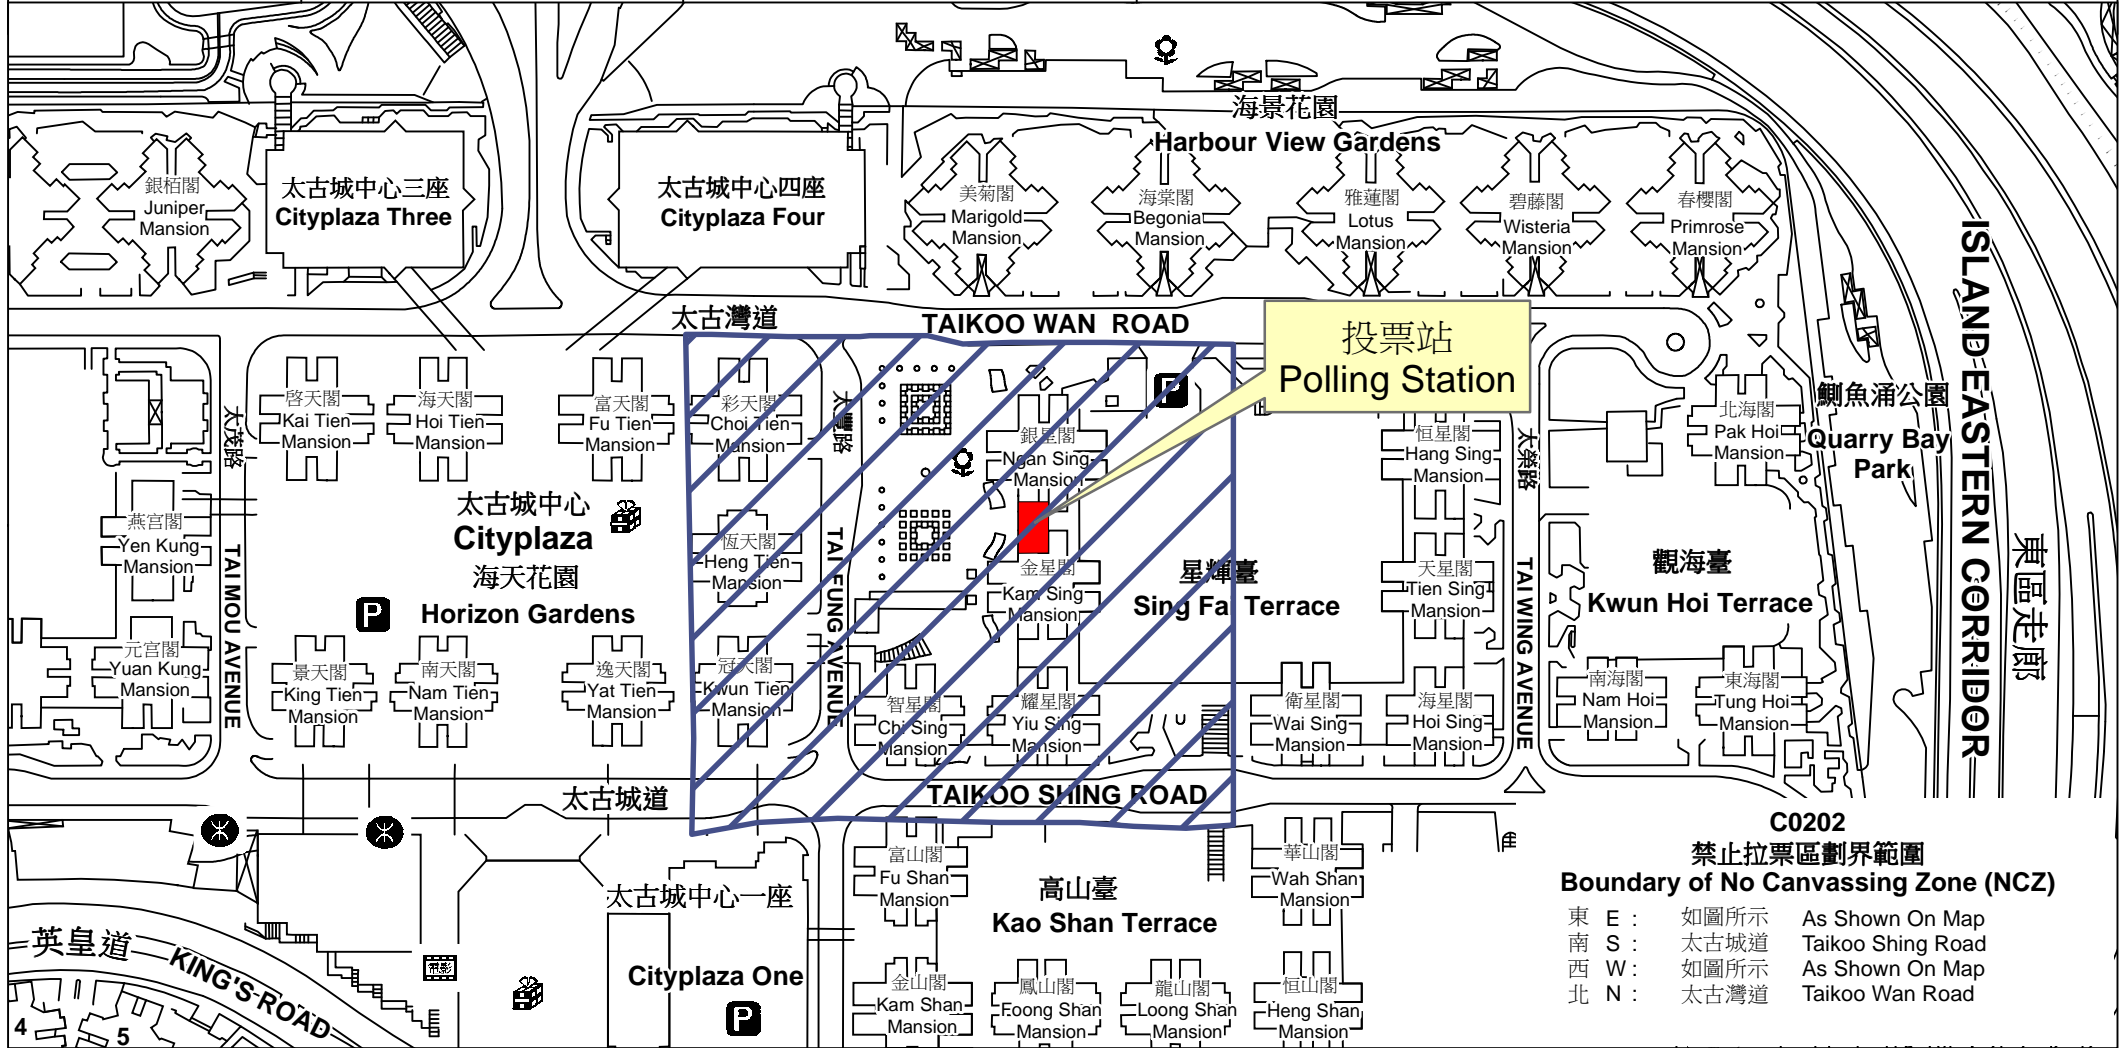 海景花園
Harbour View Gardens
銀栢閣
Juniper
Mansion
太古城中心三座
Cityplaza Three
太古城中心四座
Cityplaza Four
美菊閣
Marigold
Mansion
海棠閣
Begonia
Mansion
雅蓮閣
Lotus
Mansion
碧藤閣
Wisteria
Mansion
春櫻閣
Primrose
Mansion
太古灣道
TAIKOO WAN ROAD
投票站
Polling Station
ISLAND EASTERN CORRIDOR
東區走廊
鰂魚涌公園
Quarry Bay
Park
啓天閣
Kai Tien
Mansion
海天閣
Hoi Tien
Mansion
富天閣
Fu Tien
Mansion
彩天閣
Choi Tien
Mansion
太茂路
TAI MOU AVENUE
太豐路
TAI FUNG AVENUE
銀星閣
Ngan Sing
Mansion
恒星閣
Hang Sing
Mansion
太榮路
TAI WING AVENUE
北海閣
Pak Hoi
Mansion
燕宮閣
Yen Kung
Mansion
太古城中心
Cityplaza
海天花園
Horizon Gardens
P
P
恆天閣
Heng Tien
Mansion
金星閣
Kam Sing
Mansion
星輝臺
Sing Fai Terrace
天星閣
Tien Sing
Mansion
觀海臺
Kwun Hoi Terrace
元宮閣
Yuan Kung
Mansion
景天閣
King Tien
Mansion
南天閣
Nam Tien
Mansion
逸天閣
Yat Tien
Mansion
冠天閣
Kwun Tien
Mansion
智星閣
Chi Sing
Mansion
耀星閣
Yiu Sing
Mansion
衛星閣
Wai Sing
Mansion
海星閣
Hoi Sing
Mansion
南海閣
Nam Hoi
Mansion
東海閣
Tung Hoi
Mansion
太古城道
TAIKOO SHING ROAD
富山閣
Fu Shan
Mansion
高山臺
Kao Shan Terrace
華山閣
Wah Shan
Mansion
太古城中心一座
Cityplaza One
P
英皇道
KING'S ROAD
4
5
金山閣
Kam Shan
Mansion
鳳山閣
Foong Shan
Mansion
龍山閣
Loong Shan
Mansion
恒山閣
Heng Shan
Mansion
C0202
禁止拉票區劃界範圍
Boundary of No Canvassing Zone (NCZ)
東 E : 如圖所示 As Shown On Map
南 S : 太古城道 Taikoo Shing Road
西 W : 如圖所示 As Shown On Map
北 N : 太古灣道 Taikoo Wan Road